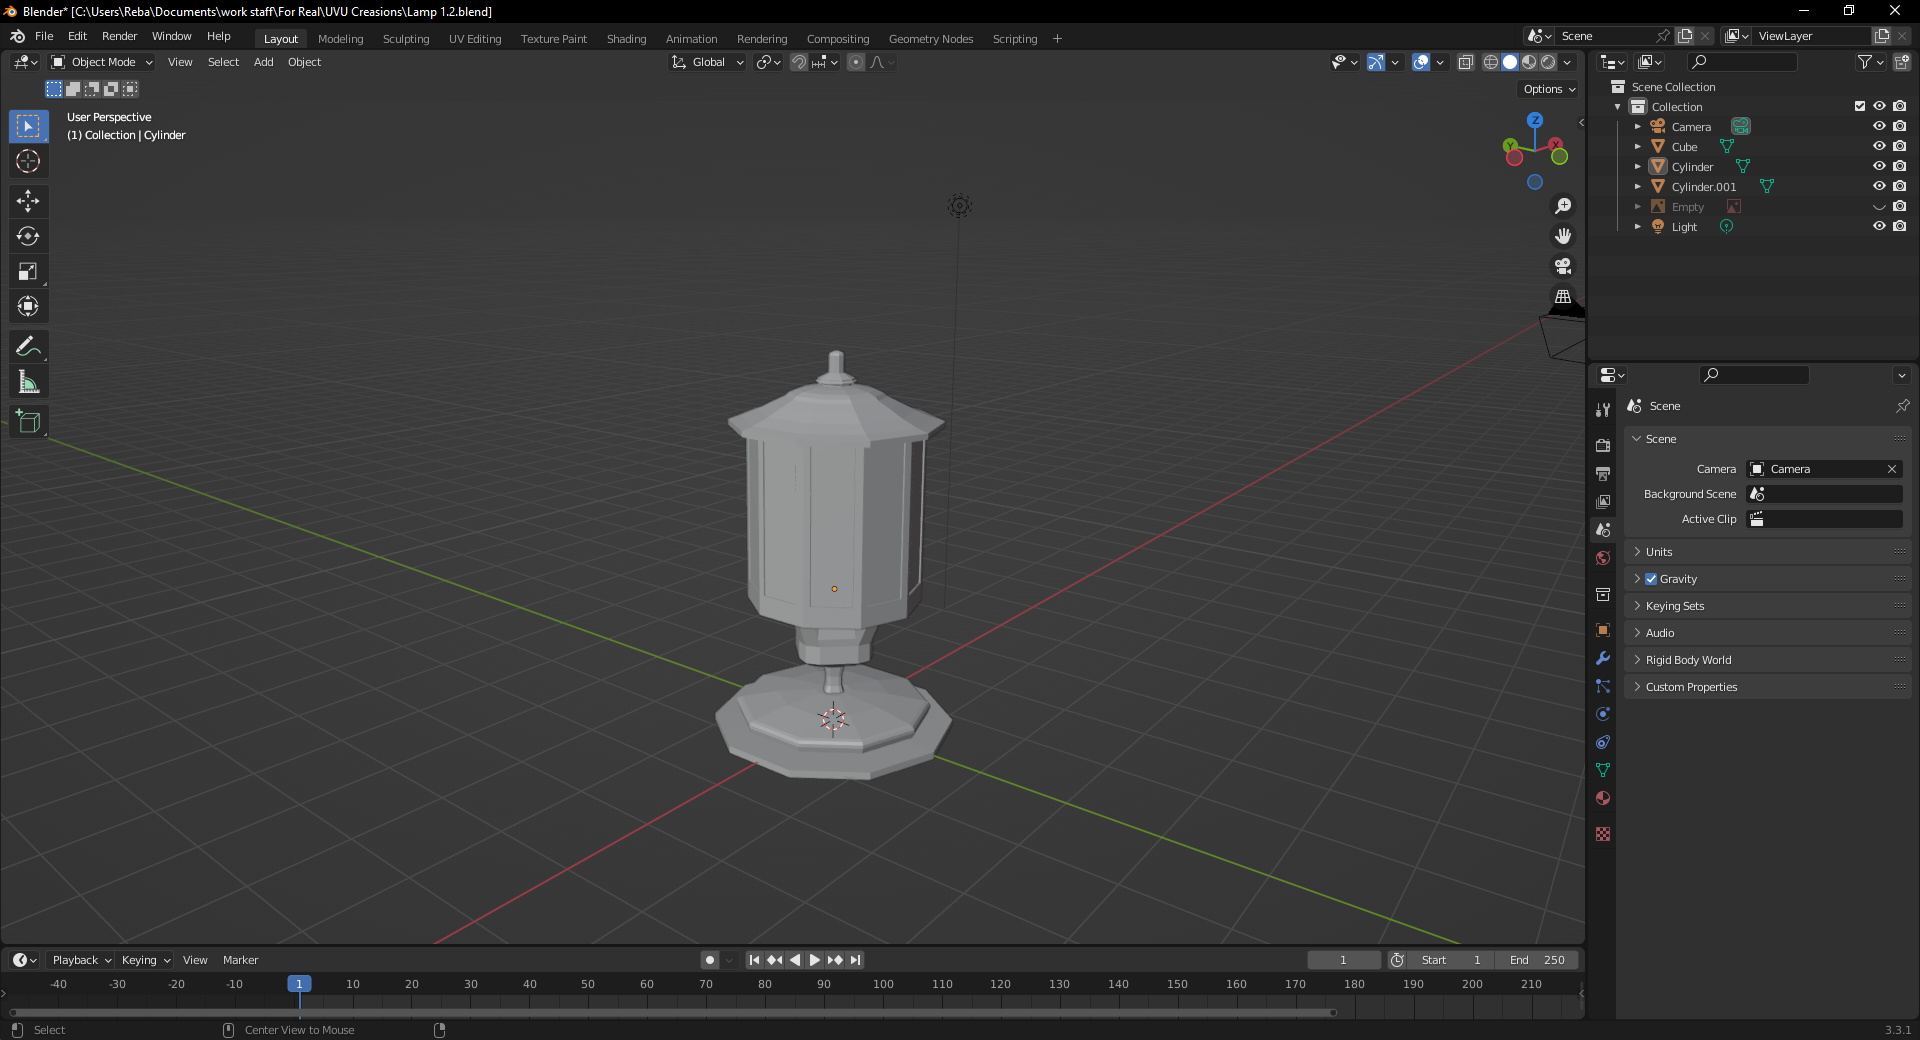 Blender* [C:\Users\Reba\Documents\work staff\For Real\UVU Creasions\Lamp 1.2.blend]
File Edit Render Window Help Layout Modeling Sculpting UV Editing Texture Paint Shading Animation Rendering Compositing Geometry Nodes Scripting + Scene ViewLayer
Object Mode View Select Add Object Global
Options
User Perspective
(1) Collection | Cylinder
Z
Y X
Scene Collection
Collection
Camera
Cube
Cylinder
Cylinder.001
Empty
Light
Scene
Scene
Camera Camera
Background Scene
Active Clip
Units
Gravity
Keying Sets
Audio
Rigid Body World
Custom Properties
Playback Keying View Marker 1 Start 1 End 250
-40 -30 -20 -10 1 10 20 30 40 50 60 70 80 90 100 110 120 130 140 150 160 170 180 190 200 210
Select Center View to Mouse 3.3.1